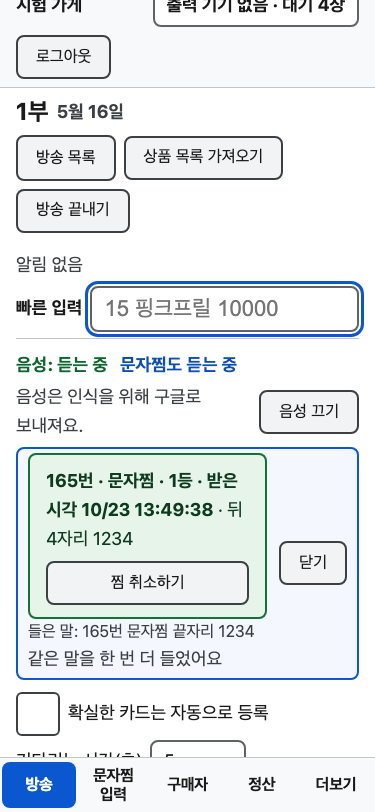 시험 가게
출력 기기 없음 · 대기 4장
로그아웃
1부 5월 16일
방송 목록
상품 목록 가져오기
방송 끝내기
알림 없음
빠른 입력
15 핑크프릴 10000
음성: 듣는 중 문자찜도 듣는 중
음성은 인식을 위해 구글로
보내져요.
음성 끄기
165번 · 문자찜 · 1등 · 받은
시각 10/23 13:49:38 · 뒤
4자리 1234
찜 취소하기
닫기
들은 말: 165번 문자찜 끝자리 1234
같은 말을 한 번 더 들었어요
확실한 카드는 자동으로 등록
방송
문자찜
입력
구매자
정산
더보기